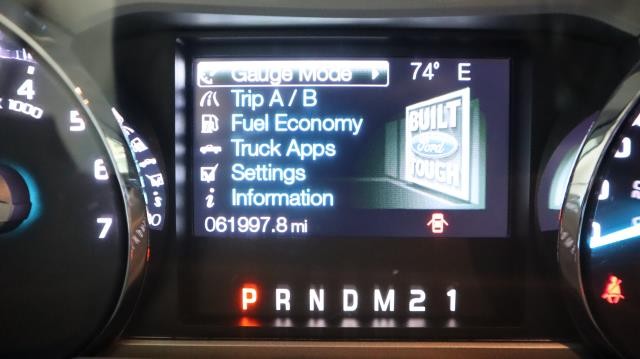 Gauge Mode 74° E
Trip A / B
Fuel Economy
Truck Apps
Settings
Information
BUILT
Ford
TOUGH
061997.8 mi
P R N D M 2 1
4
x 1000
5
6
7